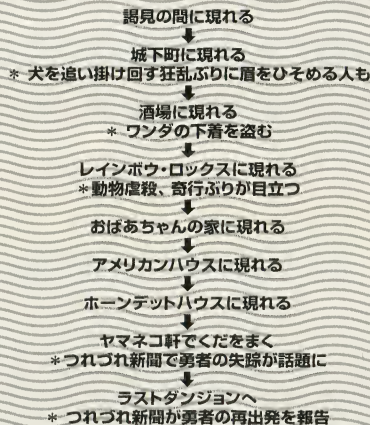 謁見の間に現れる
↓
城下町に現れる
＊ 犬を追い掛け回す狂乱ぶりに眉をひそめる人も
↓
酒場に現れる
＊ ワンダの下着を盗む
↓
レインボウ・ロックスに現れる
＊動物虐殺、奇行ぶりが目立つ
↓
おばあちゃんの家に現れる
↓
アメリカンハウスに現れる
↓
ホーンデットハウスに現れる
↓
ヤマネコ軒でくだをまく
＊つれづれ新聞で勇者の失踪が話題に
↓
ラストダンジョンへ
＊ つれづれ新聞が勇者の再出発を報告